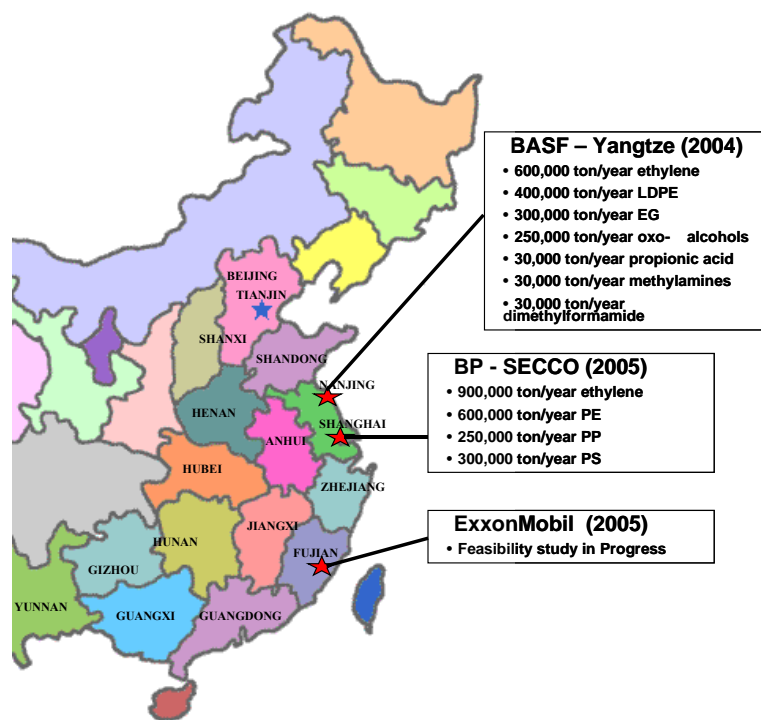 BASF – Yangtze (2004)
• 600,000 ton/year ethylene
• 400,000 ton/year LDPE
• 300,000 ton/year EG
• 250,000 ton/year oxo- alcohols
• 30,000 ton/year propionic acid
• 30,000 ton/year methylamines
• 30,000 ton/year
dimethylformamide
BEIJING
TIANJIN
SHANXI
SHANDONG
NANJING
BP - SECCO (2005)
• 900,000 ton/year ethylene
• 600,000 ton/year PE
• 250,000 ton/year PP
• 300,000 ton/year PS
HENAN
SHANGHAI
ANHUI
HUBEI
ZHEJIANG
ExxonMobil (2005)
• Feasibility study in Progress
JIANGXI
HUNAN
FUJIAN
GIZHOU
YUNNAN
GUANGXI
GUANGDONG